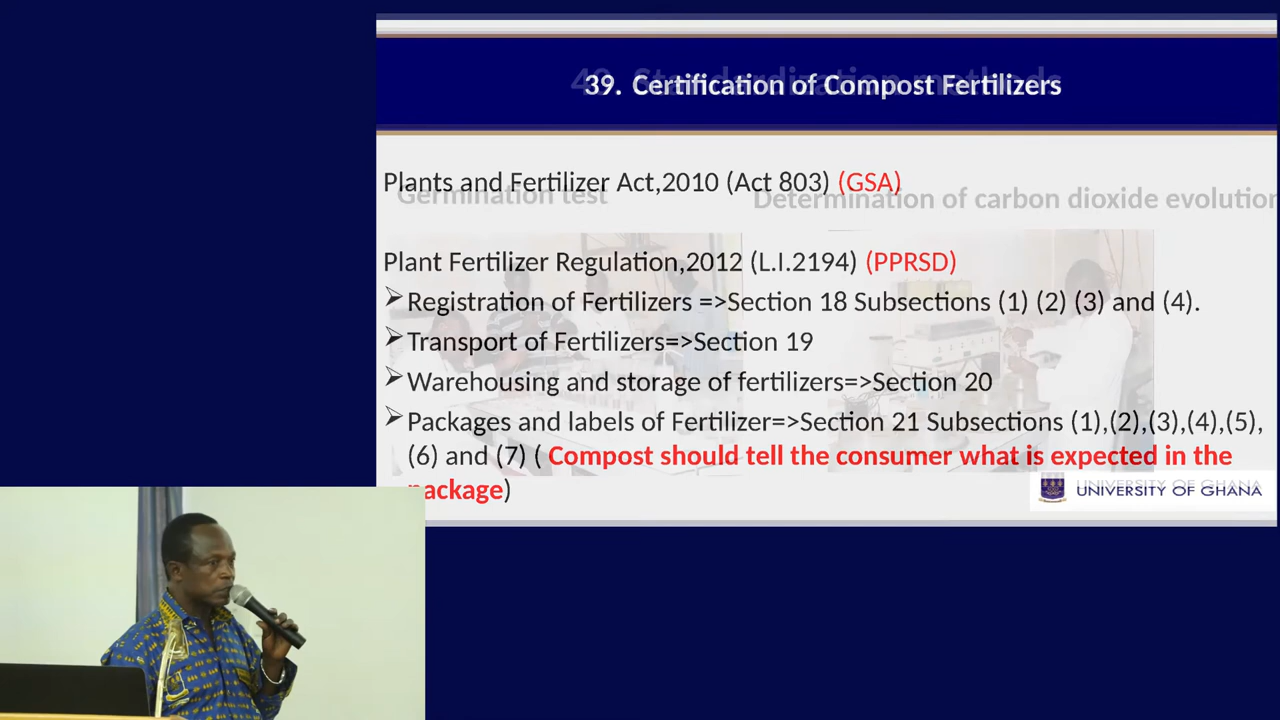 39. Certification of Compost Fertilizers
Plants and Fertilizer Act,2010 (Act 803) (GSA)
Germination test
Determination of carbon dioxide evolution
Plant Fertilizer Regulation,2012 (L.I.2194) (PPRSD)
Registration of Fertilizers =>Section 18 Subsections (1) (2) (3) and (4).
Transport of Fertilizers=>Section 19
Warehousing and storage of fertilizers=>Section 20
Packages and labels of Fertilizer=>Section 21 Subsections (1),(2),(3),(4),(5),
(6) and (7) ( Compost should tell the consumer what is expected in the
package)
UNIVERSITY OF GHANA